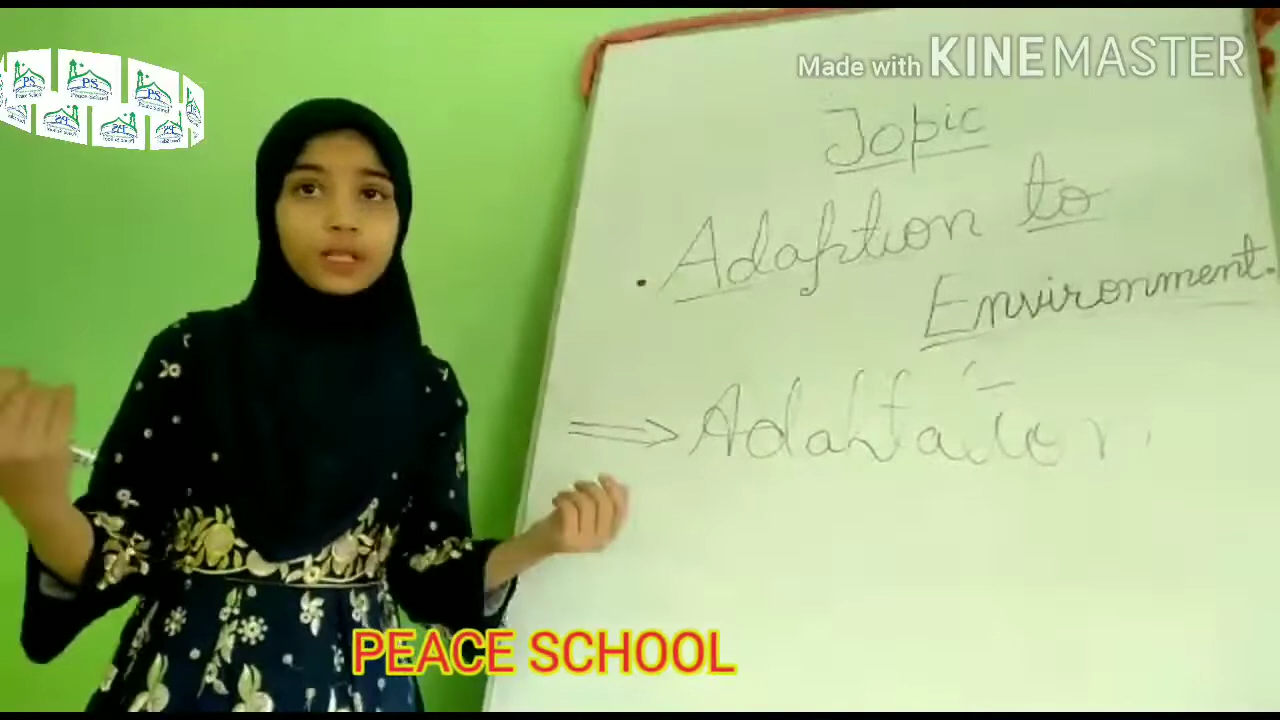 Made with KINEMASTER
Topic
. Adaption to
Environment.
⇒ Adaptation
PEACE SCHOOL